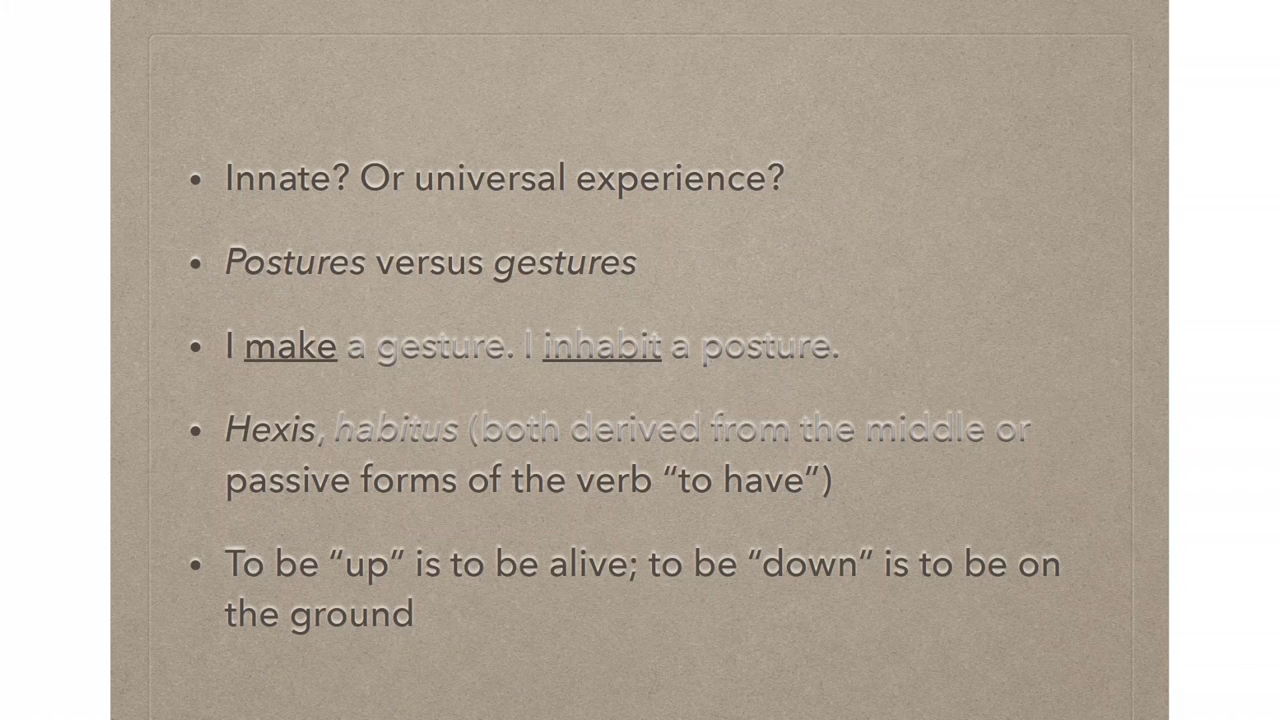 • Innate? Or universal experience?
• Postures versus gestures
• I make a gesture. I inhabit a posture.
• Hexis, habitus (both derived from the middle or
passive forms of the verb “to have”)
• To be “up” is to be alive; to be “down” is to be on
the ground